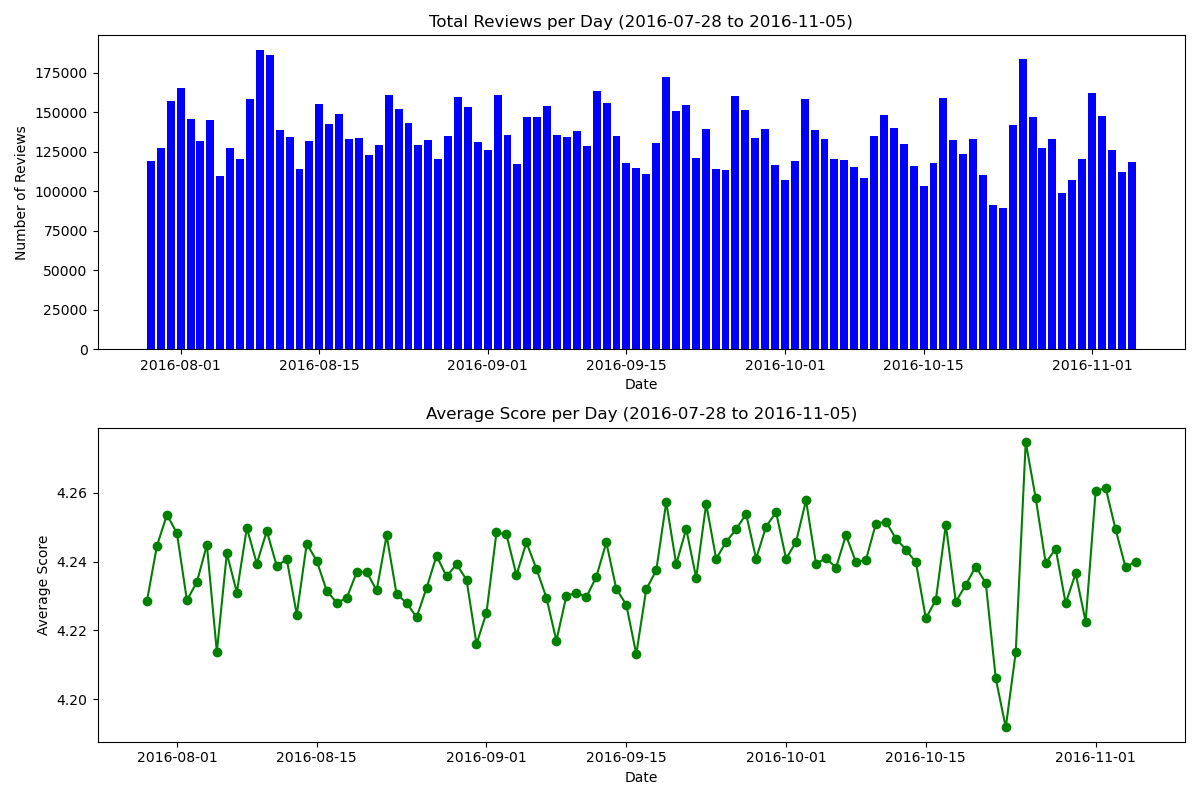 Total Reviews per Day (2016-07-28 to 2016-11-05)
Number of Reviews
175000
150000
125000
100000
75000
50000
25000
0
2016-08-01 2016-08-15 2016-09-01 2016-09-15 2016-10-01 2016-10-15 2016-11-01
Date
Average Score per Day (2016-07-28 to 2016-11-05)
Average Score
4.26
4.24
4.22
4.20
2016-08-01 2016-08-15 2016-09-01 2016-09-15 2016-10-01 2016-10-15 2016-11-01
Date